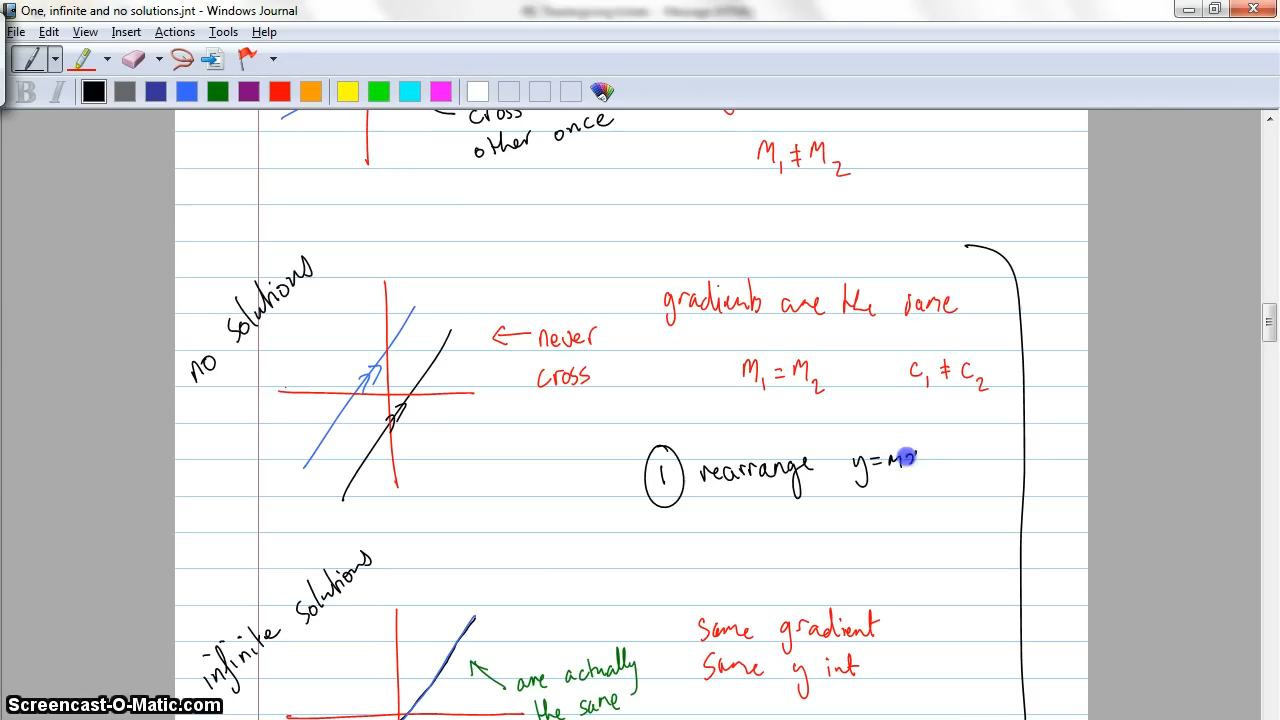 One, infinite and no solutions.jnt - Windows Journal
File Edit View Insert Actions Tools Help
B I
cross
other once
M₁ ≠ M₂
no solutions
gradients are the same
← never
cross
M₁ = M₂ C₁ ≠ C₂
① rearrange y=mx
infinite solutions
same gradient
same y int
are actually
the same
Screencast-O-Matic.com